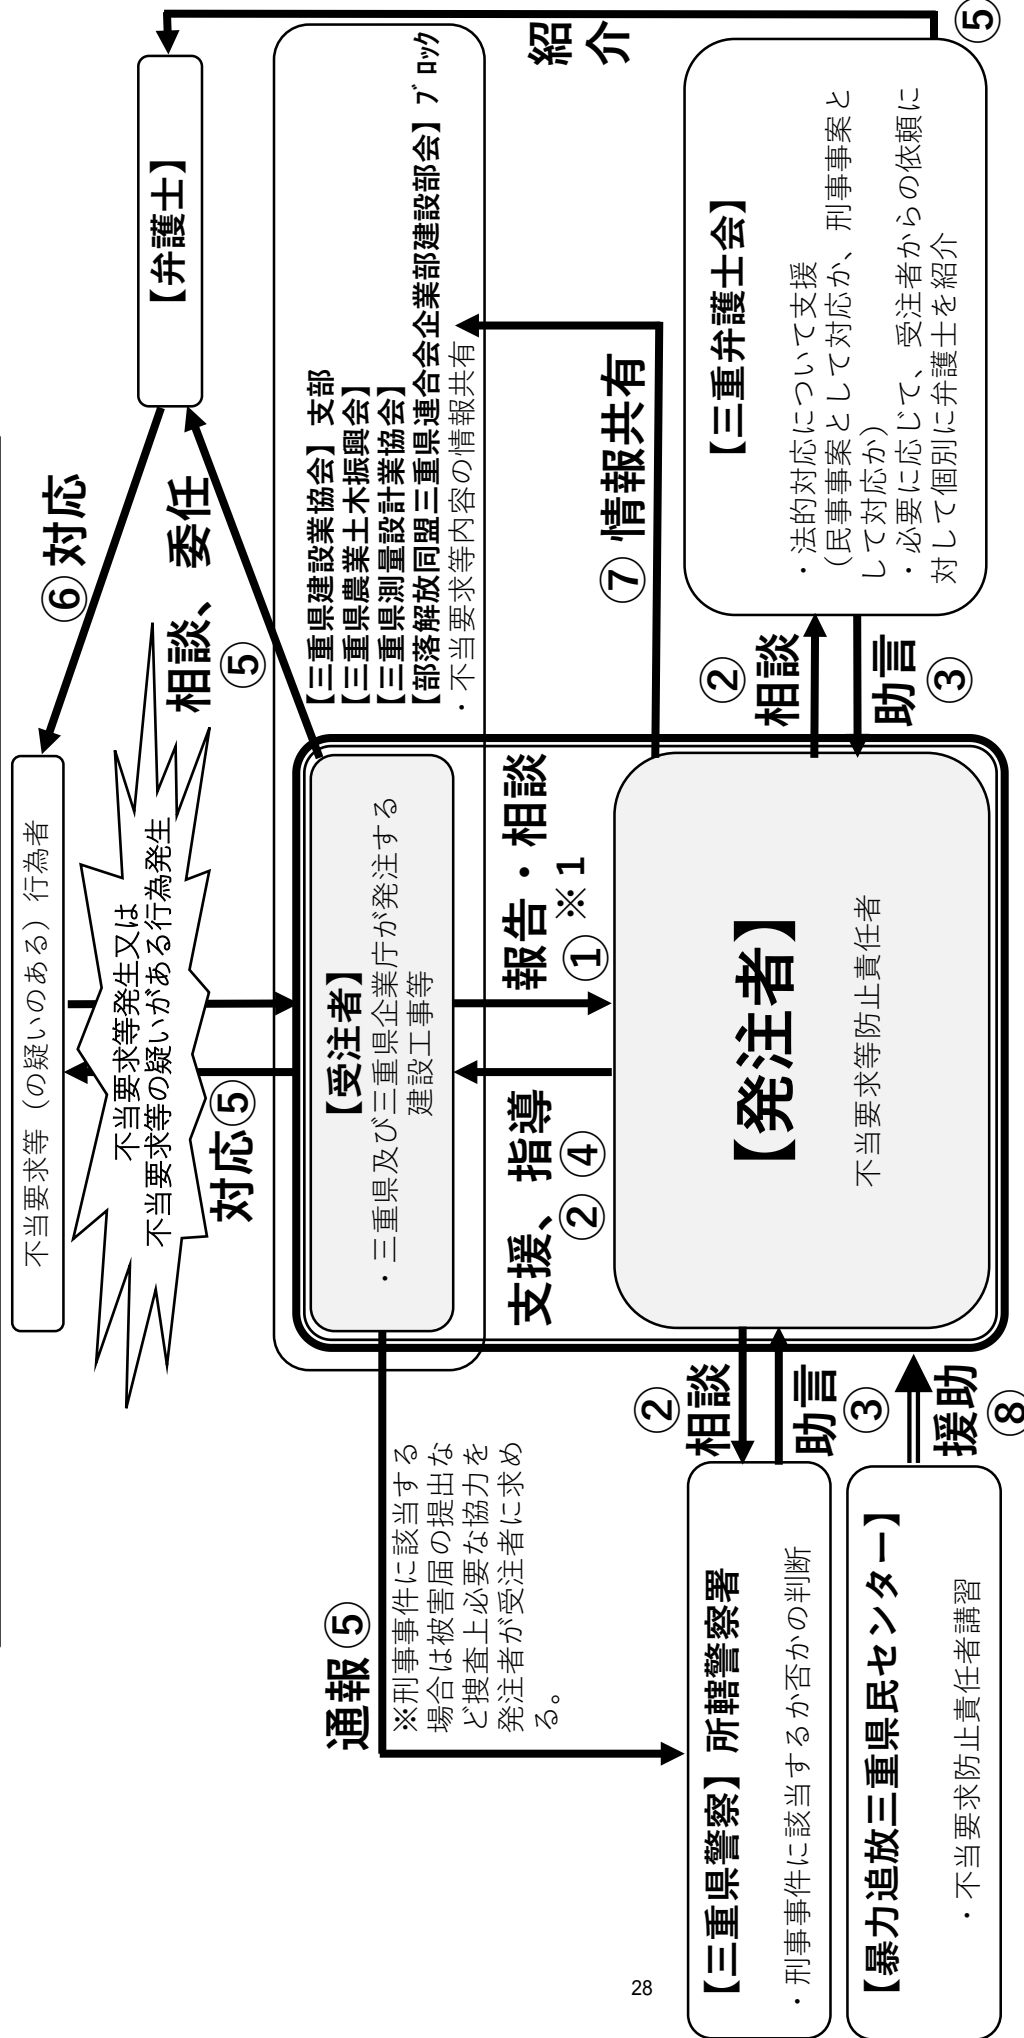 不当要求等（の疑いのある）行為者
不当要求等発生又は
不当要求等の疑いがある行為発生
⑥対応
【弁護士】
相談、委任
⑤
対応⑤
【受注者】
・三重県及び三重県企業庁が発注する
建設工事等
【三重県建設業協会】支部
【三重県農業土木振興会】
【三重県測量設計業協会】
【部落解放同盟三重県連合会企業部建設部会】ブロック
・不当要求等内容の情報共有
通報⑤
※刑事事件に該当する
場合は被害届の提出な
ど捜査上必要な協力を
発注者が受注者に求め
る。
支援、指導
②④
報告・相談
①※1
⑦情報共有
紹介
⑤
【発注者】
不当要求等防止責任者
②
相談
助言
③
【三重県警察】所轄警察署
・刑事事件に該当するか否かの判断
②
相談
助言
③
【三重弁護士会】
・法的対応について支援
（民事事案として対応か、刑事事案と
して対応か）
・必要に応じて、受注者からの依頼に
対して個別に弁護士を紹介
援助
⑧
【暴力追放三重県民センター】
・不当要求防止責任者講習
28